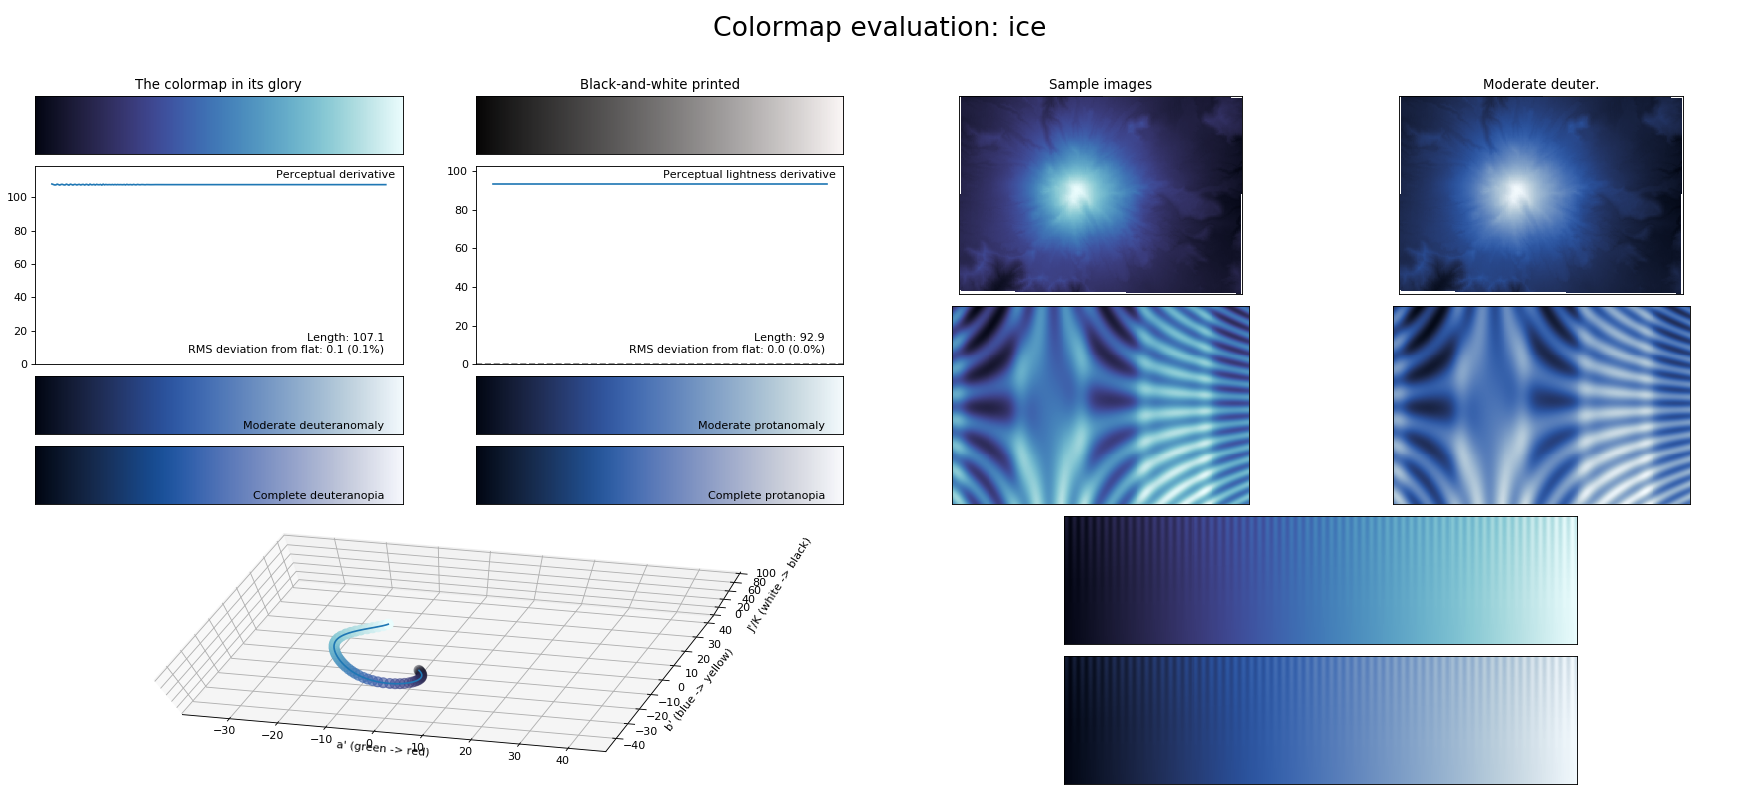 Colormap evaluation: ice
The colormap in its glory
Black-and-white printed
Sample images
Moderate deuter.
Perceptual derivative
100
80
60
40
20
0
Length: 107.1
RMS deviation from flat: 0.1 (0.1%)
Perceptual lightness derivative
100
80
60
40
20
0
Length: 92.9
RMS deviation from flat: 0.0 (0.0%)
Moderate deuteranomaly
Moderate protanomaly
Complete deuteranopia
Complete protanopia
100
80
60
40
20
0
J'/K (white -> black)
40
30
20
10
0
−10
−20
−30
−40
b' (blue -> yellow)
−30
−20
−10
0
10
20
30
40
a' (green -> red)